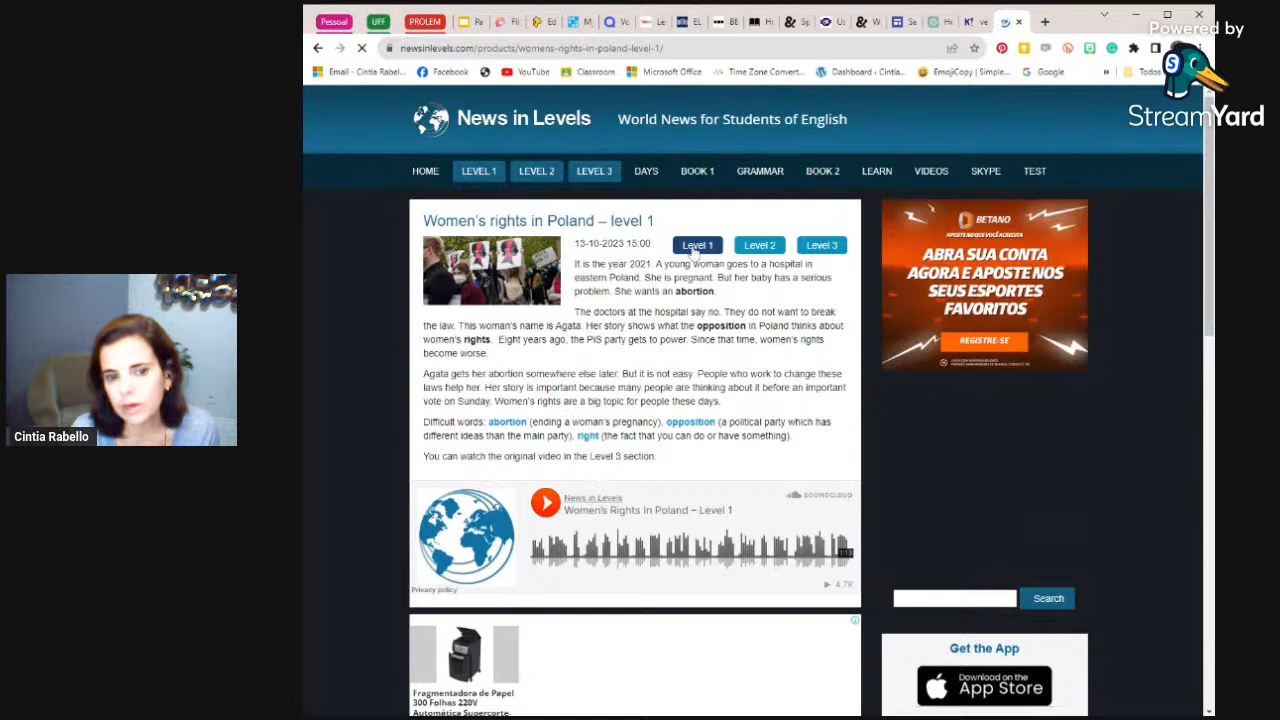 Powered by
StreamYard
Pessoal
UFF
PROLEM
newsinlevels.com/products/womens-rights-in-poland-level-1/
Email - Cintia Rabel...
Facebook
YouTube
Classroom
Microsoft Office
Time Zone Convert...
Dashboard ‹ Cintia...
EmojiCopy | Simple...
Google
»
Todos
News in Levels
World News for Students of English
HOME
LEVEL 1
LEVEL 2
LEVEL 3
DAYS
BOOK 1
GRAMMAR
BOOK 2
LEARN
VIDEOS
SKYPE
TEST
Women's rights in Poland – level 1
13-10-2023 15:00
Level 1
Level 2
Level 3
It is the year 2021. A young woman goes to a hospital in
eastern Poland. She is pregnant. But her baby has a serious
problem. She wants an abortion.
The doctors at the hospital say no. They do not want to break
the law. This woman's name is Agata. Her story shows what the opposition in Poland thinks about
women's rights. Eight years ago, the PiS party gets to power. Since that time, women's rights
become worse.
Agata gets her abortion somewhere else later. But it is not easy. People who work to change these
laws help her. Her story is important because many people are thinking about it before an important
vote on Sunday. Women's rights are a big topic for people these days.
Difficult words: abortion (ending a woman's pregnancy), opposition (a political party which has
different ideas than the main party), right (the fact that you can do or have something).
You can watch the original video in the Level 3 section.
News in Levels
Women's Rights In Poland – Level 1
SOUNDCLOUD
1:13
4.7K
Privacy policy
BETANO
ABRA SUA CONTA
AGORA E APOSTE NOS
SEUS ESPORTES
FAVORITOS
REGISTRE-SE
Search
Get the App
Download on the
App Store
Fragmentadora de Papel
300 Folhas 220V
Automática Supercorte
Cintia Rabello